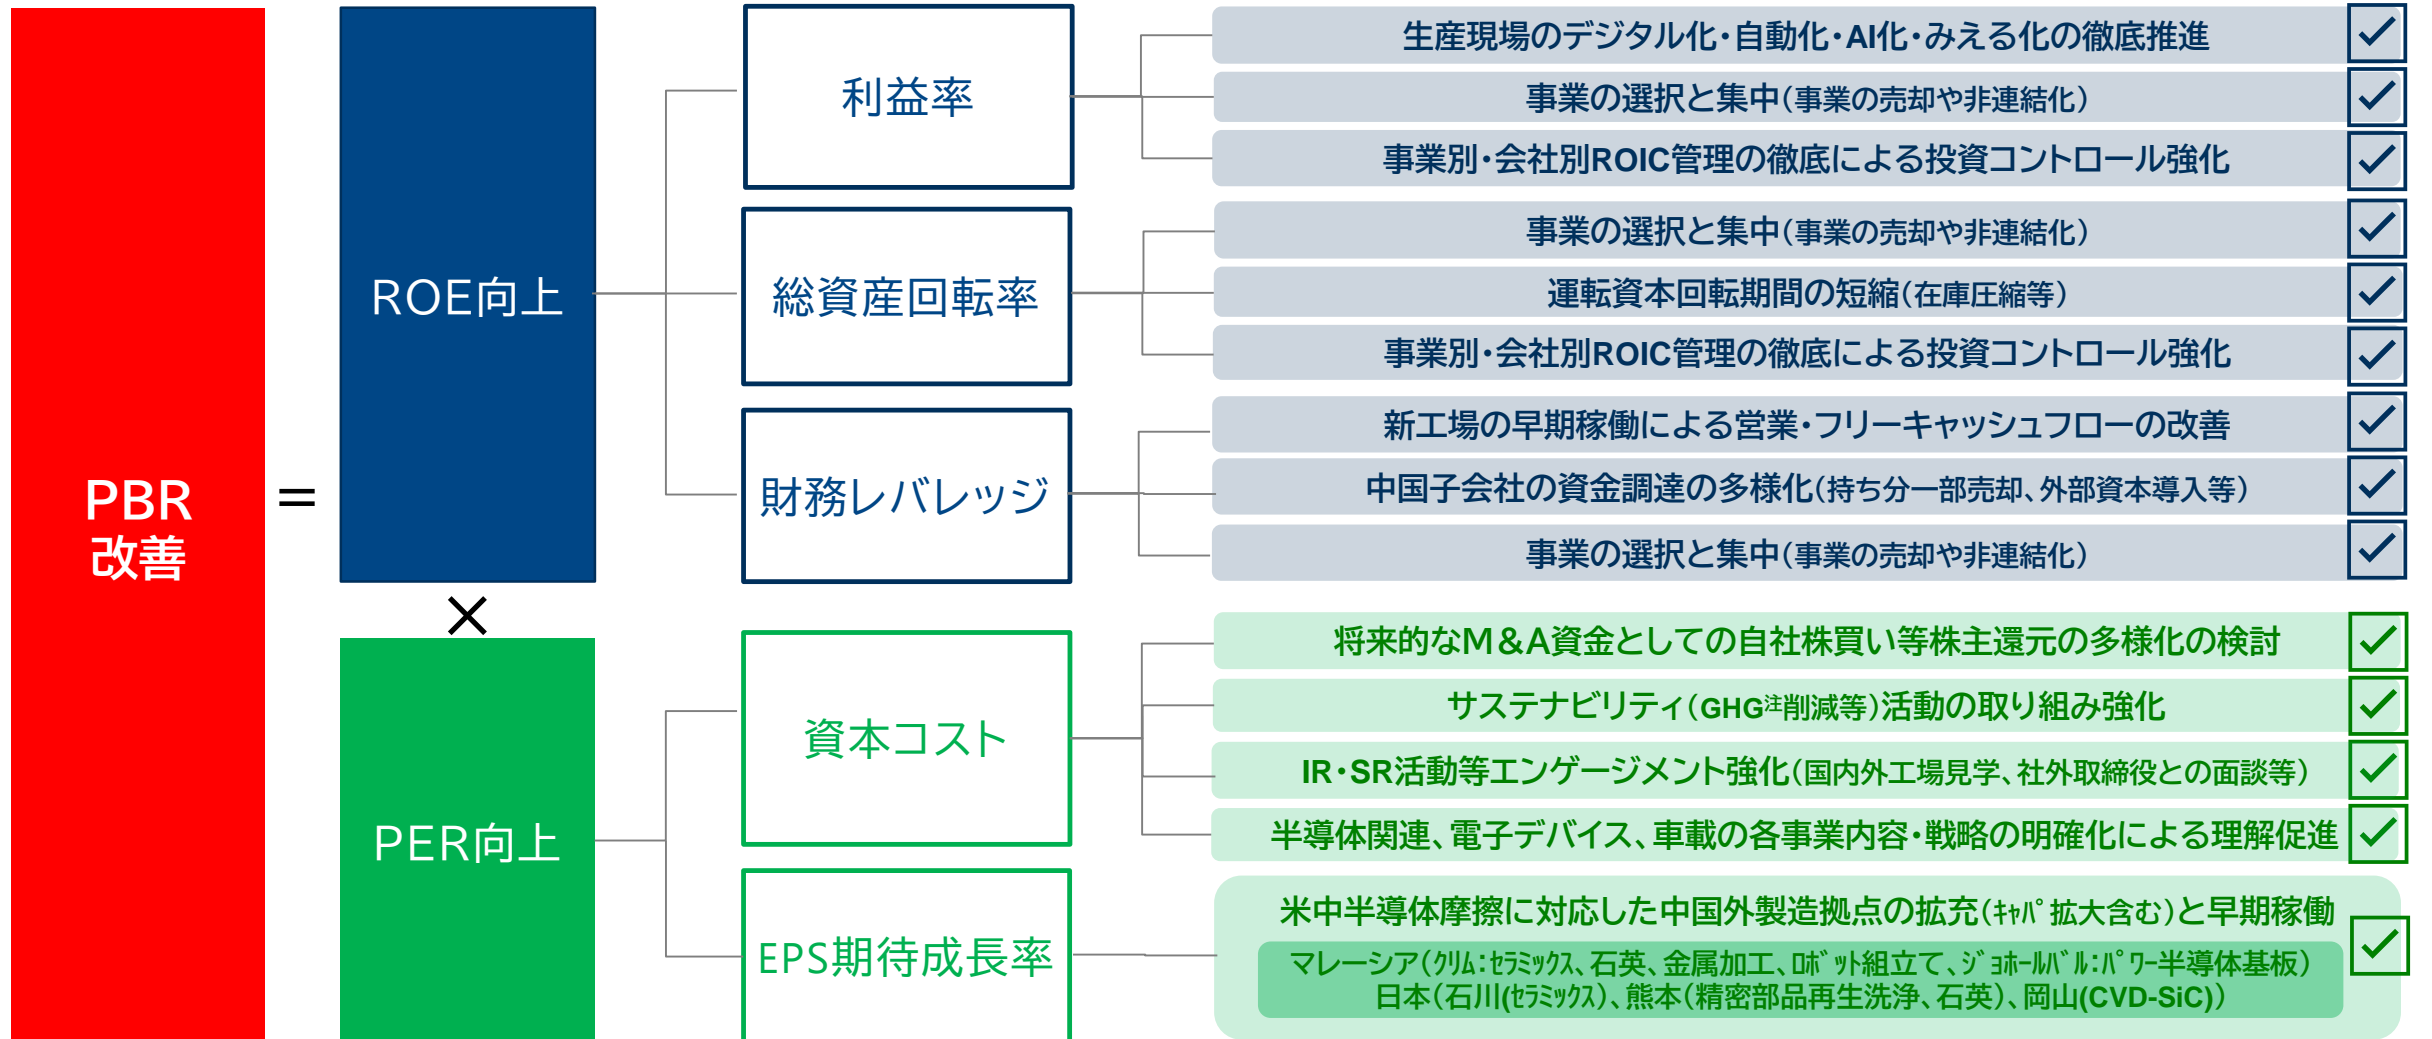 PBR
改善
=
ROE向上
×
PER向上
利益率
生産現場のデジタル化・自動化・AI化・みえる化の徹底推進
事業の選択と集中(事業の売却や非連結化)
事業別・会社別ROIC管理の徹底による投資コントロール強化
総資産回転率
事業の選択と集中(事業の売却や非連結化)
運転資本回転期間の短縮(在庫圧縮等)
事業別・会社別ROIC管理の徹底による投資コントロール強化
財務レバレッジ
新工場の早期稼働による営業・フリーキャッシュフローの改善
中国子会社の資金調達の多様化(持ち分一部売却、外部資本導入等)
事業の選択と集中(事業の売却や非連結化)
資本コスト
将来的なM&A資金としての自社株買い等株主還元の多様化の検討
サステナビリティ(GHG注削減等)活動の取り組み強化
IR・SR活動等エンゲージメント強化(国内外工場見学、社外取締役との面談等)
半導体関連、電子デバイス、車載の各事業内容・戦略の明確化による理解促進
EPS期待成長率
米中半導体摩擦に対応した中国外製造拠点の拡充(ｷｬﾊﾟ拡大含む)と早期稼働
マレーシア(ｸﾘﾑ:ｾﾗﾐｯｸｽ、石英、金属加工、ﾛﾎﾞｯﾄ組立て、ｼﾞｮﾎｰﾙﾊﾞﾙ:ﾊﾟﾜｰ半導体基板)
日本(石川(ｾﾗﾐｯｸｽ)、熊本(精密部品再生洗浄、石英)、岡山(CVD-SiC))